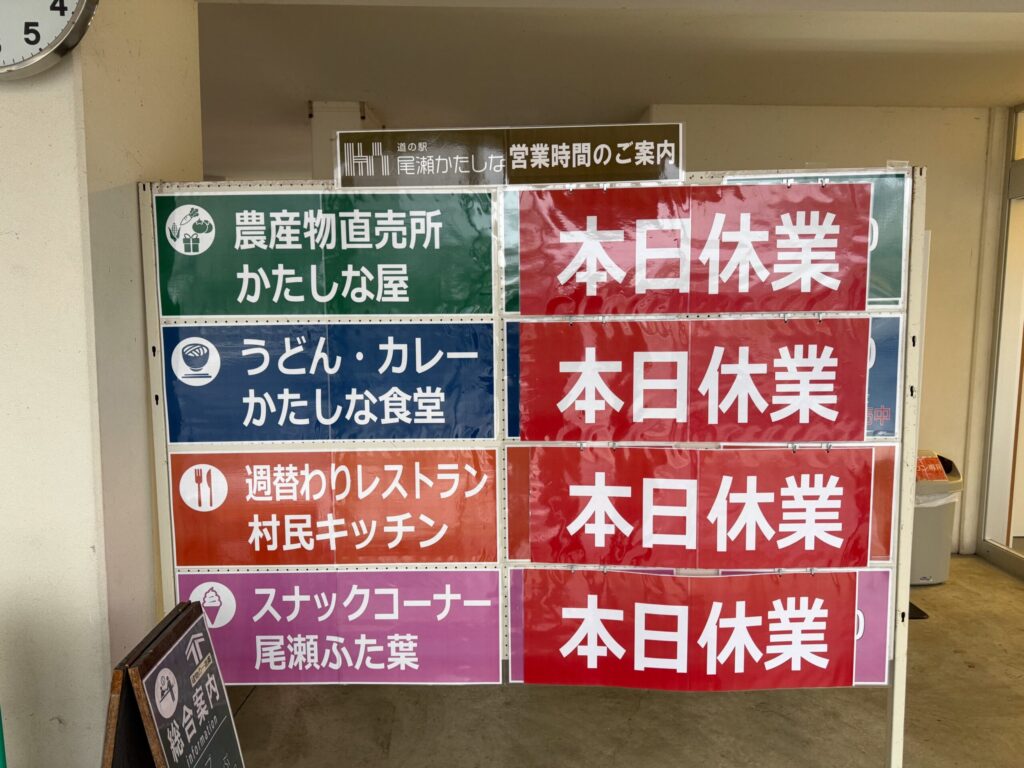 4
5
道の駅
尾瀬かたしな
営業時間のご案内
農産物直売所
かたしな屋
本日休業
うどん・カレー
かたしな食堂
本日休業
中
週替わりレストラン
村民キッチン
本日休業
スナックコーナー
尾瀬ふた葉
本日休業
総合案内
information